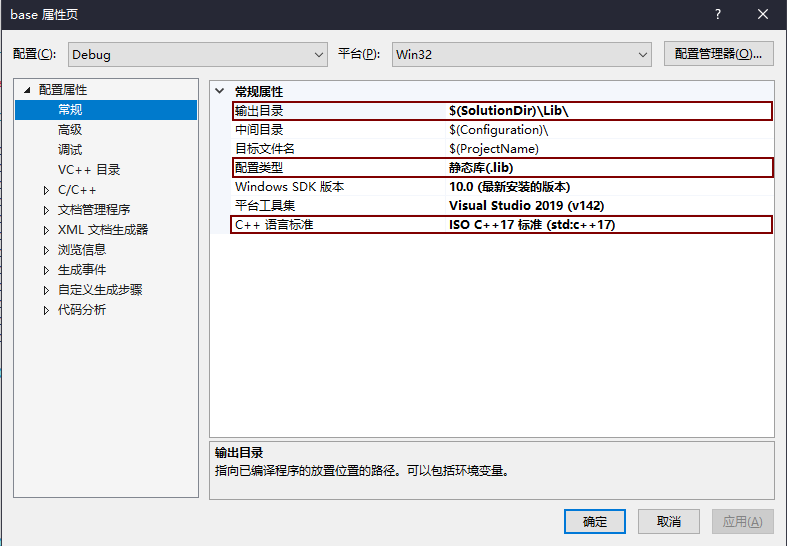 base 属性页
配置(C): Debug 平台(P): Win32 配置管理器(O)...
配置属性
常规
高级
调试
VC++ 目录
C/C++
文档管理程序
XML 文档生成器
浏览信息
生成事件
自定义生成步骤
代码分析
常规属性
输出目录 $(SolutionDir)\Lib\
中间目录 $(Configuration)\
目标文件名 $(ProjectName)
配置类型 静态库(.lib)
Windows SDK 版本 10.0 (最新安装的版本)
平台工具集 Visual Studio 2019 (v142)
C++ 语言标准 ISO C++17 标准 (std:c++17)
输出目录
指向已编译程序的放置位置的路径。可以包括环境变量。
确定 取消 应用(A)